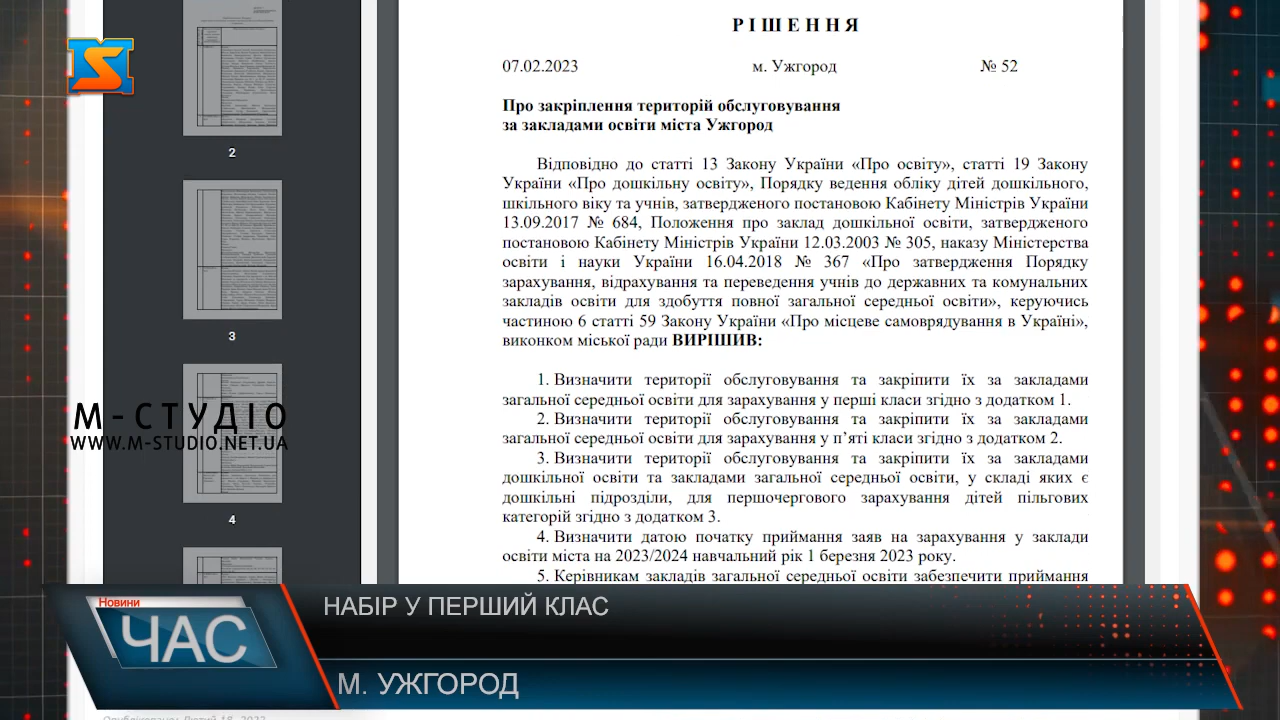 РІШЕННЯ
07.02.2023 м. Ужгород № 52
Про закріплення територій обслуговування
за закладами освіти міста Ужгород
Відповідно до статті 13 Закону України «Про освіту», статті 19 Закону
України «Про дошкільну освіту», Порядку ведення обліку дітей дошкільного,
шкільного віку та учнів, затвердженого постановою Кабінету Міністрів України
13.09.2017 № 684, Положення про заклад дошкільної освіти, затвердженого
постановою Кабінету Міністрів України 12.03.2003 № 305, наказу Міністерства
освіти і науки України 16.04.2018 № 367 «Про затвердження Порядку
зарахування, відрахування та переведення учнів до державних та комунальних
закладів освіти для здобуття повної загальної середньої освіти», керуючись
частиною 6 статті 59 Закону України «Про місцеве самоврядування в Україні»,
виконком міської ради ВИРІШИВ:
1. Визначити території обслуговування та закріпити їх за закладами
загальної середньої освіти для зарахування у перші класи згідно з додатком 1.
2. Визначити території обслуговування та закріпити їх за закладами
загальної середньої освіти для зарахування у п’яті класи згідно з додатком 2.
3. Визначити території обслуговування та закріпити їх за закладами
дошкільної освіти та закладами загальної середньої освіти, у складі яких є
дошкільні підрозділи, для першочергового зарахування дітей пільгових
категорій згідно з додатком 3.
4. Визначити датою початку приймання заяв на зарахування у заклади
освіти міста на 2023/2024 навчальний рік 1 березня 2023 року.
5. Керівникам закладів загальної середньої освіти забезпечити приймання
2
3
4
М-СТУДІО
WWW.M-STUDIO.NET.UA
Новини
ЧАС
НАБІР У ПЕРШИЙ КЛАС
М. УЖГОРОД